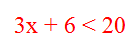 3x + 6 < 20